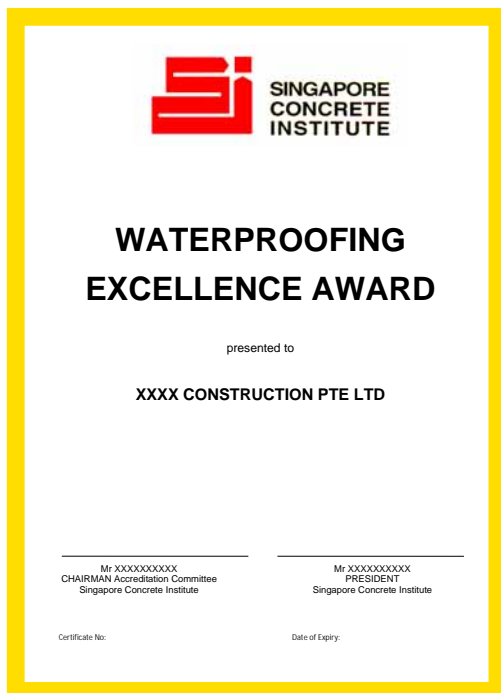 SINGAPORE
CONCRETE
INSTITUTE
WATERPROOFING
EXCELLENCE AWARD
presented to
XXXX CONSTRUCTION PTE LTD
Mr XXXXXXXXXX
CHAIRMAN Accreditation Committee
Singapore Concrete Institute
Mr XXXXXXXXXX
PRESIDENT
Singapore Concrete Institute
Certificate No:
Date of Expiry: